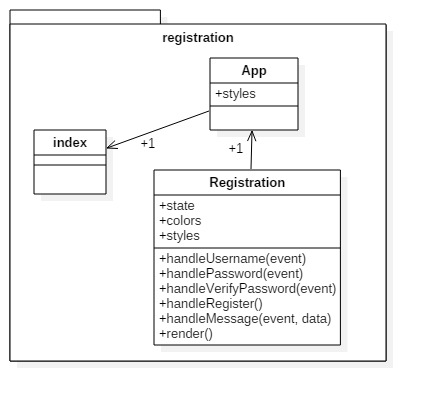 registration
App
+styles
index
+1
+1
Registration
+state
+colors
+styles
+handleUsername(event)
+handlePassword(event)
+handleVerifyPassword(event)
+handleRegister()
+handleMessage(event, data)
+render()